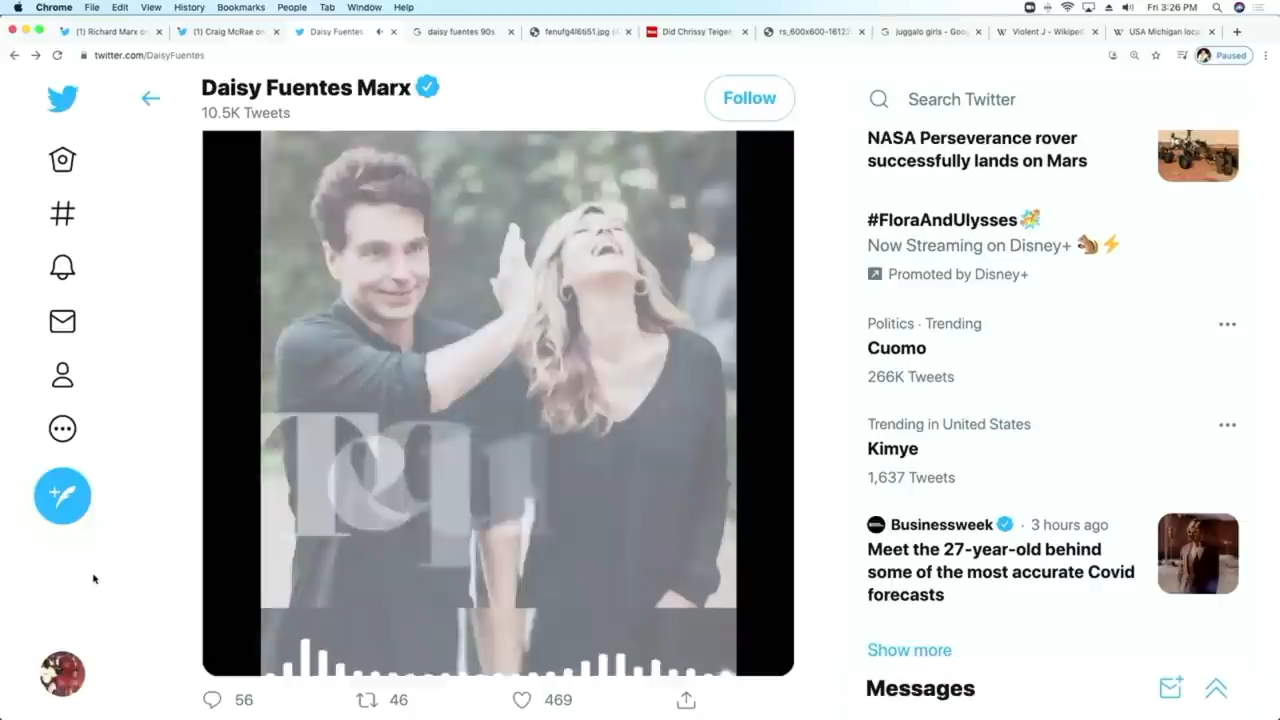 Chrome File Edit View History Bookmarks People Tab Window Help
Fri 3:26 PM
(1) Richard Marx o
(1) Craig McRae on
Daisy Fuentes
daisy fuentes 90s
fenufg4l6ti51.jpg (
Did Chrissy Teigen
rs_600x600-16122
juggalo girls - Goo
Violent J - Wikiped
USA Michigan loca
twitter.com/DaisyFuentes
Paused
Daisy Fuentes Marx
10.5K Tweets
Follow
Search Twitter
NASA Perseverance rover
successfully lands on Mars
#FloraAndUlysses
Now Streaming on Disney+
Promoted by Disney+
Politics · Trending
Cuomo
266K Tweets
Trending in United States
Kimye
1,637 Tweets
Businessweek · 3 hours ago
Meet the 27-year-old behind
some of the most accurate Covid
forecasts
Show more
Messages
56
46
469